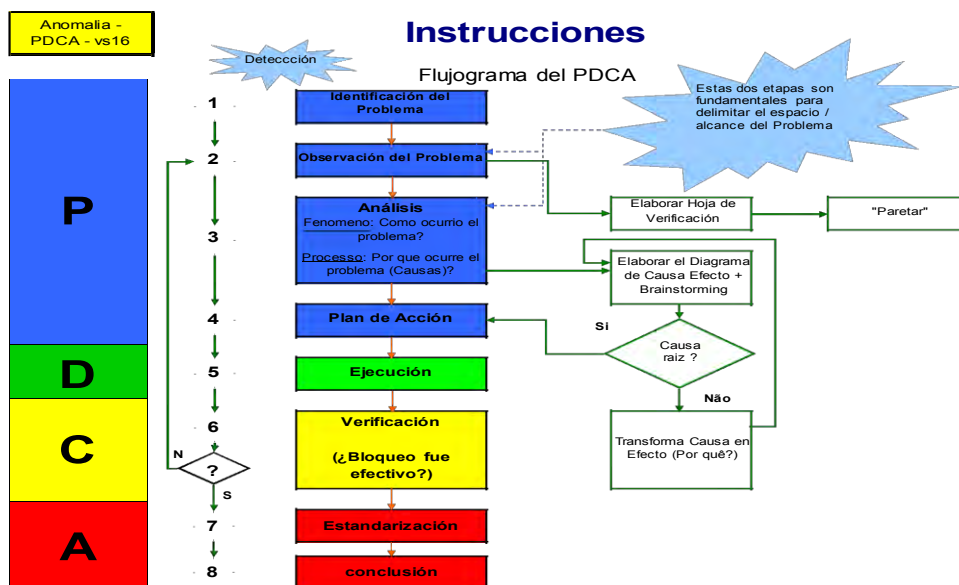 Anomalia -
PDCA - vs16
Instrucciones
Deteccción
Flujograma del PDCA
Estas dos etapas son
fundamentales para
delimitar el espacio /
alcance del Problema
P
D
C
A
1
2
3
4
5
6
?
N
S
7
8
Identificación del
Problema
Observación del Problema
Análisis
Fenomeno: Como ocurrio el
problema?
Processo: Por que ocurre el
problema (Causas)?
Plan de Acción
Ejecución
Verificación
(¿Bloqueo fue
efectivo?)
Estandarización
conclusión
Elaborar Hoja de
Verificación
"Paretar"
Elaborar el Diagrama
de Causa Efecto +
Brainstorming
Si
Causa
raiz ?
Não
Transforma Causa en
Efecto (Por quê?)